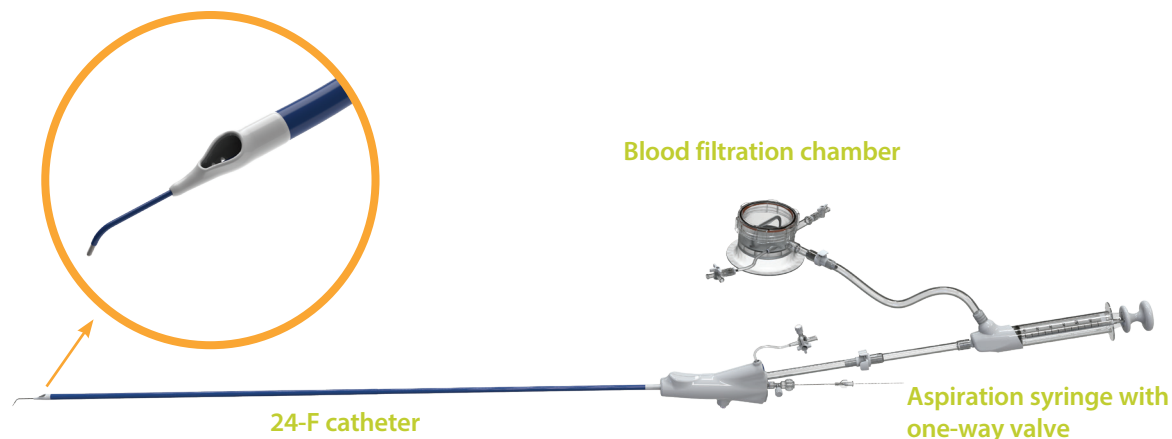 Blood filtration chamber
24-F catheter
Aspiration syringe with
one-way valve